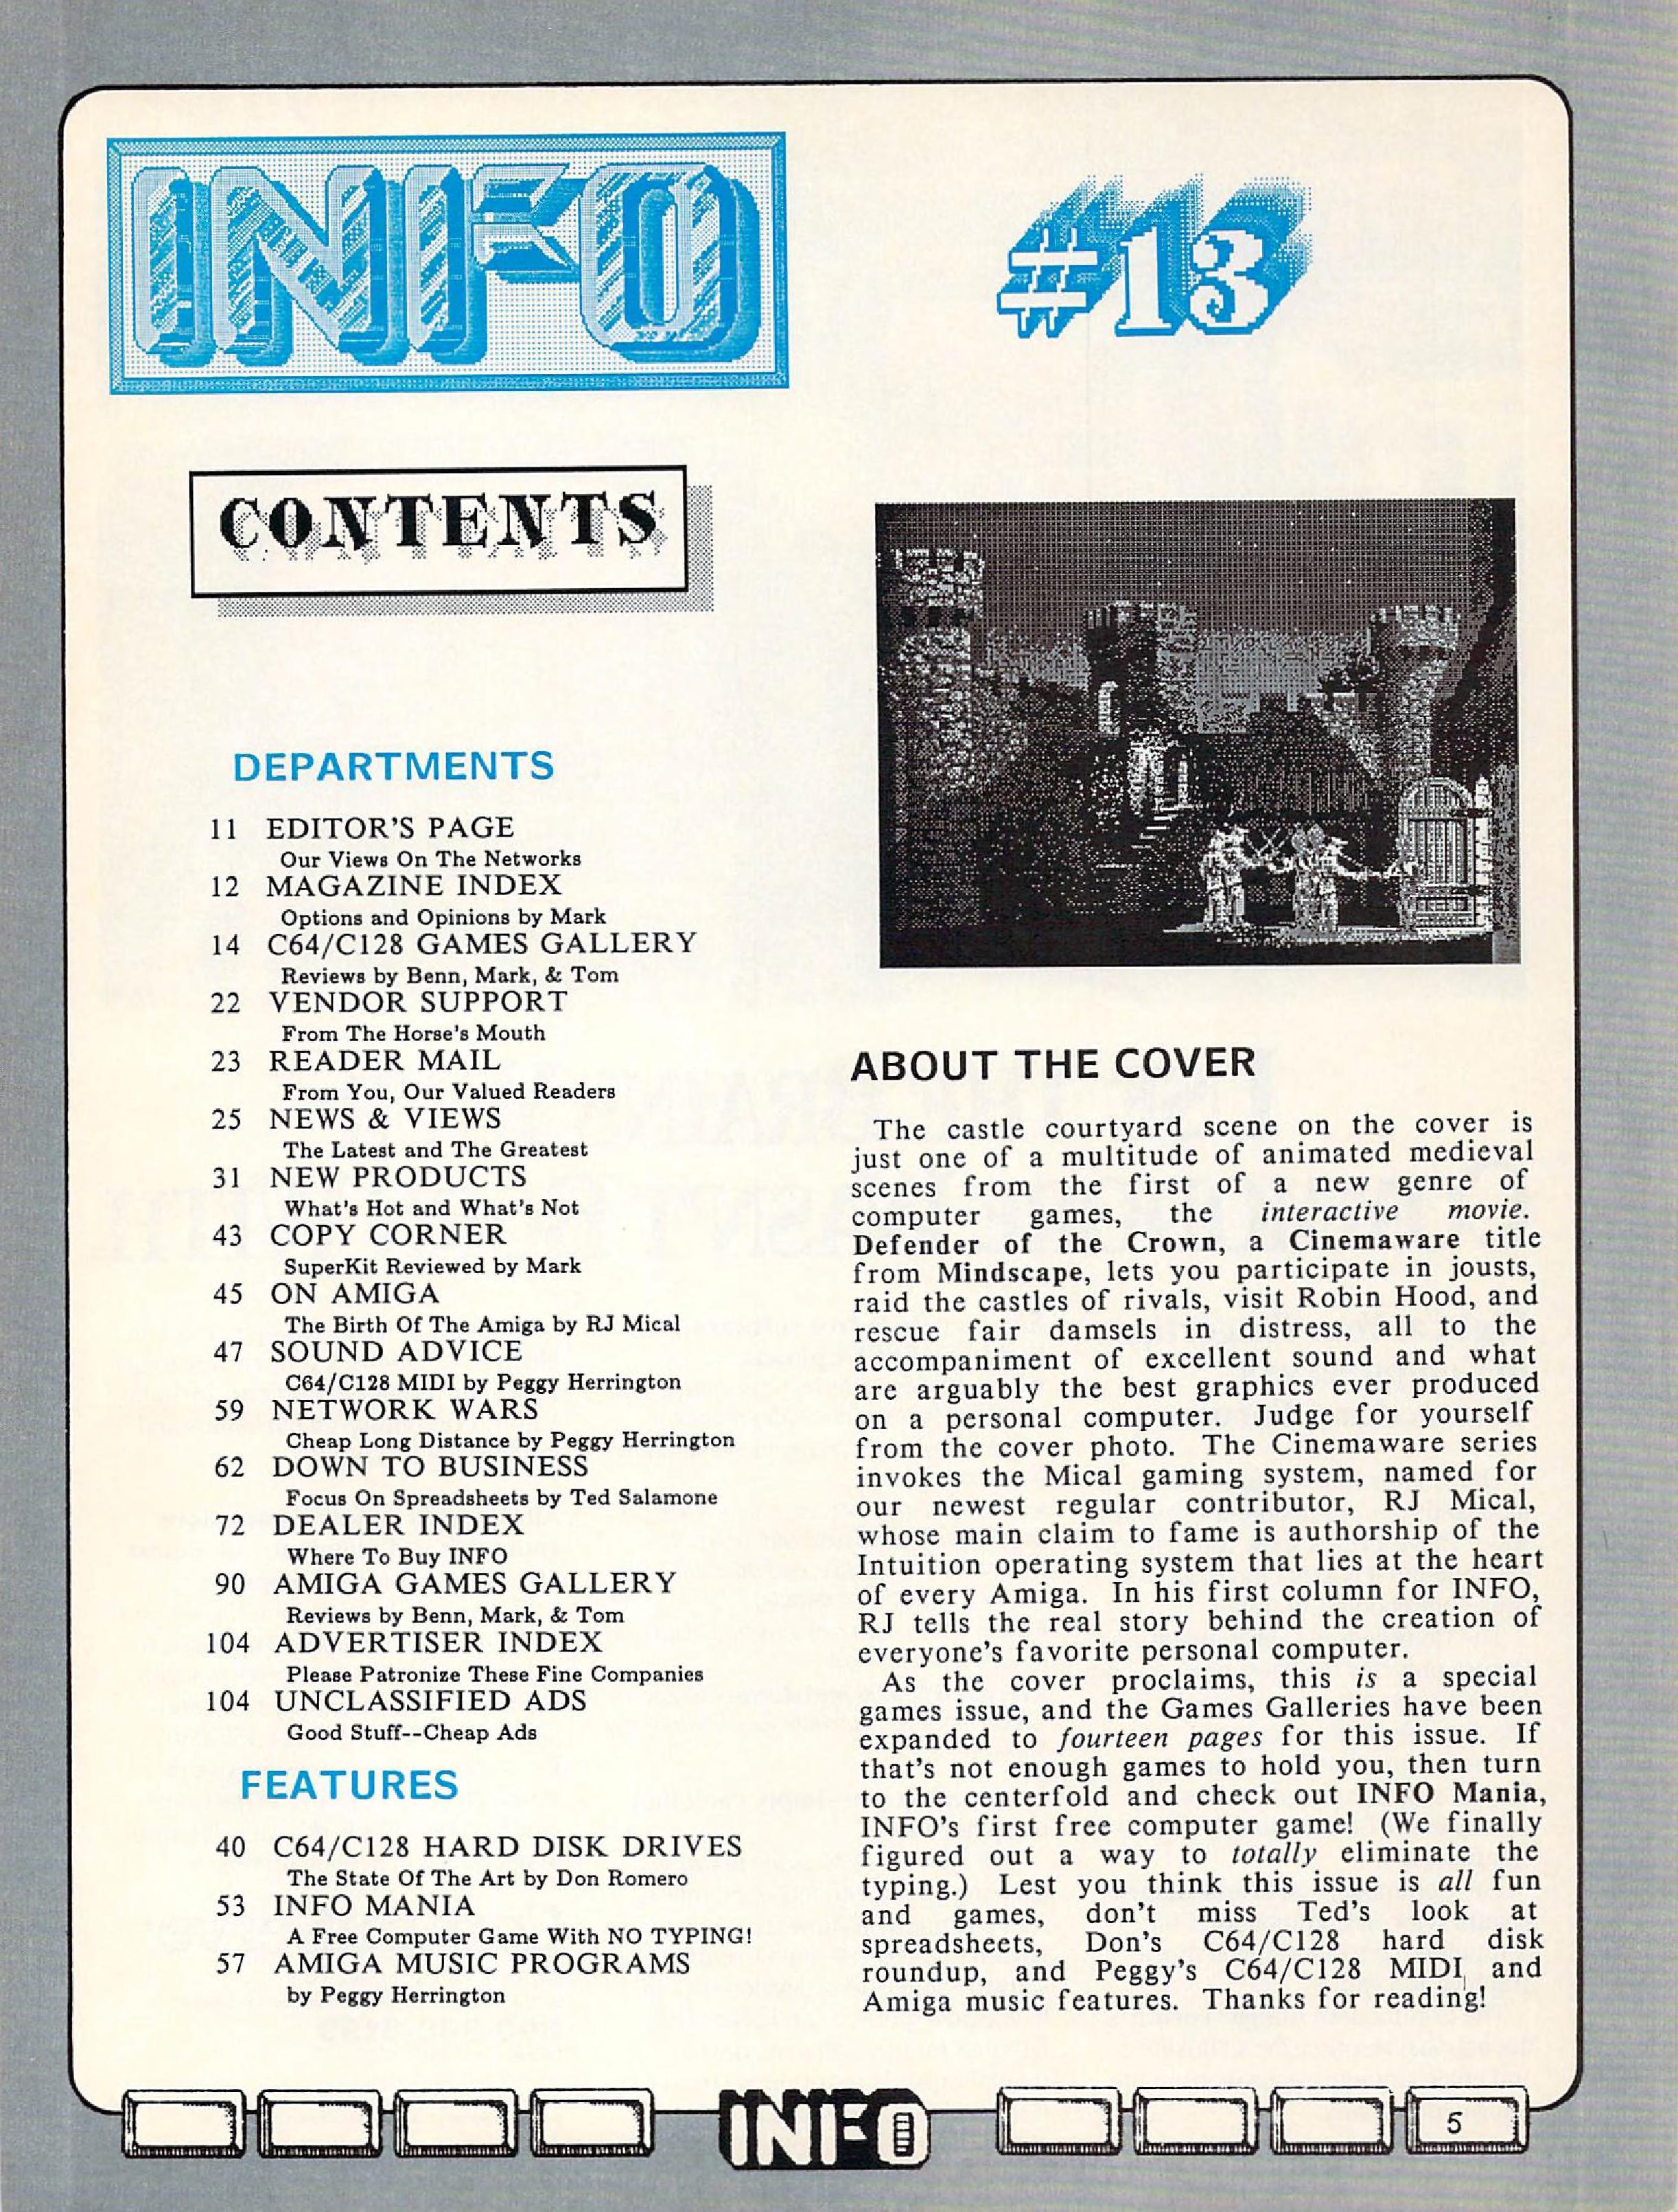 INFO
#13
CONTENTS
DEPARTMENTS
11 EDITOR'S PAGE
Our Views On The Networks
12 MAGAZINE INDEX
Options and Opinions by Mark
14 C64/C128 GAMES GALLERY
Reviews by Benn, Mark, & Tom
22 VENDOR SUPPORT
From The Horse's Mouth
23 READER MAIL
From You, Our Valued Readers
25 NEWS & VIEWS
The Latest and The Greatest
31 NEW PRODUCTS
What's Hot and What's Not
43 COPY CORNER
SuperKit Reviewed by Mark
45 ON AMIGA
The Birth Of The Amiga by RJ Mical
47 SOUND ADVICE
C64/C128 MIDI by Peggy Herrington
59 NETWORK WARS
Cheap Long Distance by Peggy Herrington
62 DOWN TO BUSINESS
Focus On Spreadsheets by Ted Salamone
72 DEALER INDEX
Where To Buy INFO
90 AMIGA GAMES GALLERY
Reviews by Benn, Mark, & Tom
104 ADVERTISER INDEX
Please Patronize These Fine Companies
104 UNCLASSIFIED ADS
Good Stuff--Cheap Ads
FEATURES
40 C64/C128 HARD DISK DRIVES
The State Of The Art by Don Romero
53 INFO MANIA
A Free Computer Game With NO TYPING!
57 AMIGA MUSIC PROGRAMS
by Peggy Herrington
ABOUT THE COVER
The castle courtyard scene on the cover is
just one of a multitude of animated medieval
scenes from the first of a new genre of
computer games, the interactive movie.
Defender of the Crown, a Cinemaware title
from Mindscape, lets you participate in jousts,
raid the castles of rivals, visit Robin Hood, and
rescue fair damsels in distress, all to the
accompaniment of excellent sound and what
are arguably the best graphics ever produced
on a personal computer. Judge for yourself
from the cover photo. The Cinemaware series
invokes the Mical gaming system, named for
our newest regular contributor, RJ Mical,
whose main claim to fame is authorship of the
Intuition operating system that lies at the heart
of every Amiga. In his first column for INFO,
RJ tells the real story behind the creation of
everyone's favorite personal computer.
As the cover proclaims, this is a special
games issue, and the Games Galleries have been
expanded to fourteen pages for this issue. If
that's not enough games to hold you, then turn
to the centerfold and check out INFO Mania,
INFO's first free computer game! (We finally
figured out a way to totally eliminate the
typing.) Lest you think this issue is all fun
and games, don't miss Ted's look at
spreadsheets, Don's C64/C128 hard disk
roundup, and Peggy's C64/C128 MIDI and
Amiga music features. Thanks for reading!
INFO
5